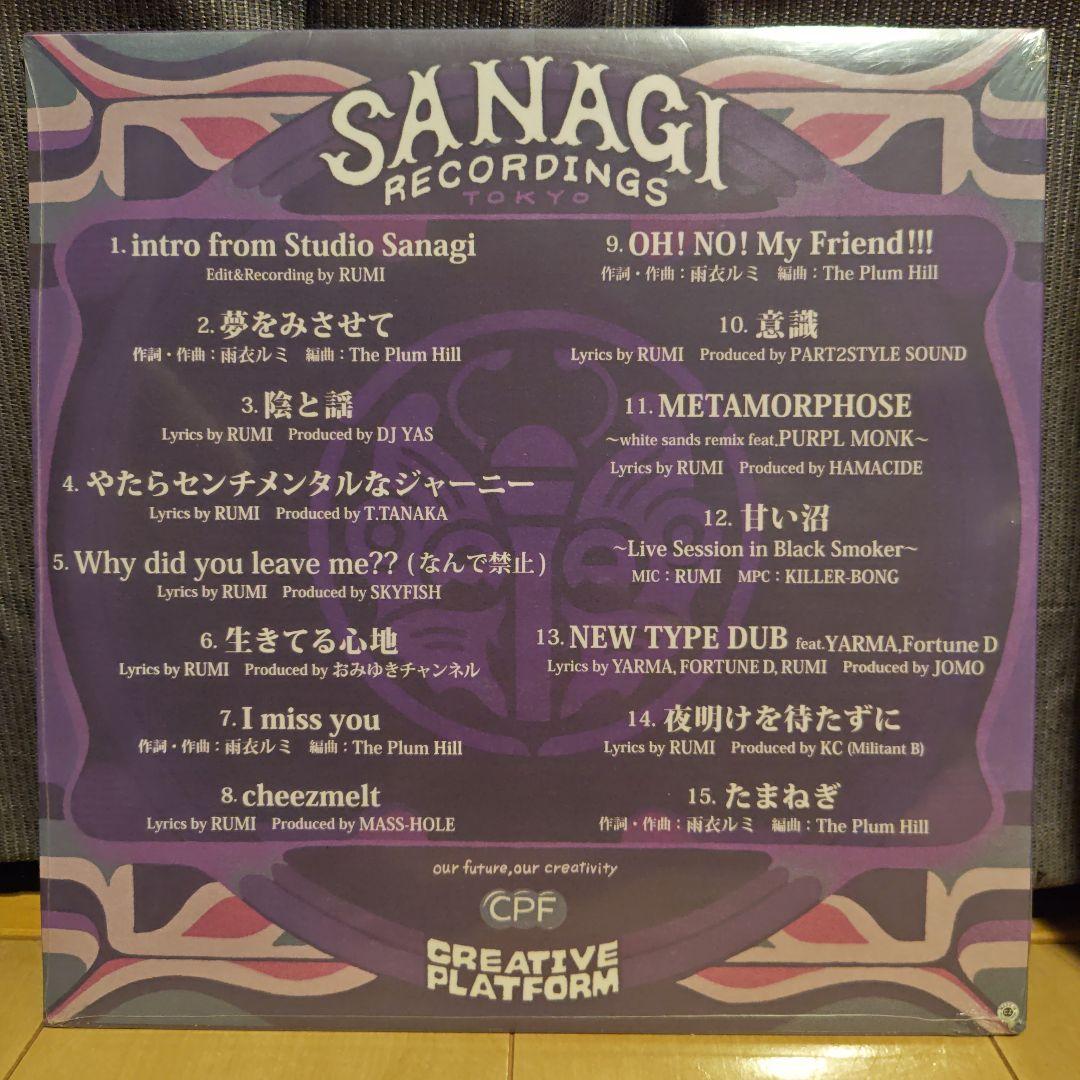 SANAGI
RECORDINGS
TOKYO
1. intro from Studio Sanagi
Edit&Recording by RUMI
2. 夢をみさせて
作詞・作曲：雨衣ルミ 編曲：The Plum Hill
3. 陰と謡
Lyrics by RUMI Produced by DJ YAS
4. やたらセンチメンタルなジャーニー
Lyrics by RUMI Produced by T.TANAKA
5. Why did you leave me?? (なんで禁止)
Lyrics by RUMI Produced by SKYFISH
6. 生きてる心地
Lyrics by RUMI Produced by おみゆきチャンネル
7. I miss you
作詞・作曲：雨衣ルミ 編曲：The Plum Hill
8. cheezmelt
Lyrics by RUMI Produced by MASS-HOLE
9. OH! NO! My Friend!!!
作詞・作曲：雨衣ルミ 編曲：The Plum Hill
10. 意識
Lyrics by RUMI Produced by PART2STYLE SOUND
11. METAMORPHOSE
～white sands remix feat.PURPL MONK～
Lyrics by RUMI Produced by HAMACIDE
12. 甘い沼
～Live Session in Black Smoker～
MIC：RUMI MPC：KILLER-BONG
13. NEW TYPE DUB feat.YARMA,Fortune D
Lyrics by YARMA, FORTUNE D, RUMI Produced by JOMO
14. 夜明けを待たずに
Lyrics by RUMI Produced by KC (Militant B)
15. たまねぎ
作詞・作曲：雨衣ルミ 編曲：The Plum Hill
our future,our creativity
CPF
CREATIVE
PLATFORM